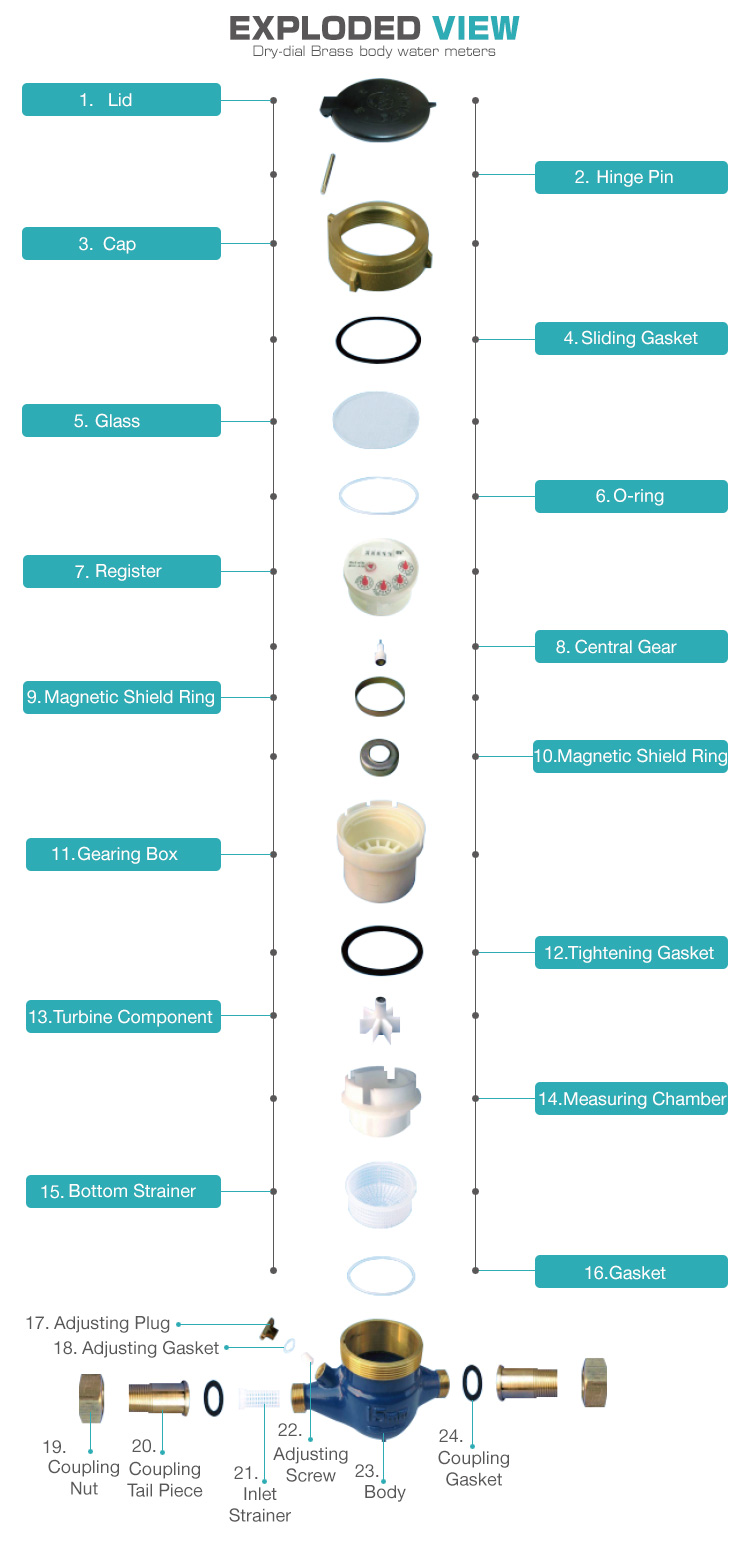 EXPLODED VIEW
Dry-dial Brass body water meters
1. Lid
2. Hinge Pin
3. Cap
4. Sliding Gasket
5. Glass
6. O-ring
7. Register
8. Central Gear
9. Magnetic Shield Ring
10.Magnetic Shield Ring
11. Gearing Box
12.Tightening Gasket
13.Turbine Component
14.Measuring Chamber
15. Bottom Strainer
16.Gasket
17. Adjusting Plug
18. Adjusting Gasket
19.
Coupling
Nut
20.
Coupling
Tail Piece
21.
Inlet
Strainer
22.
Adjusting
Screw
23.
Body
24.
Coupling
Gasket